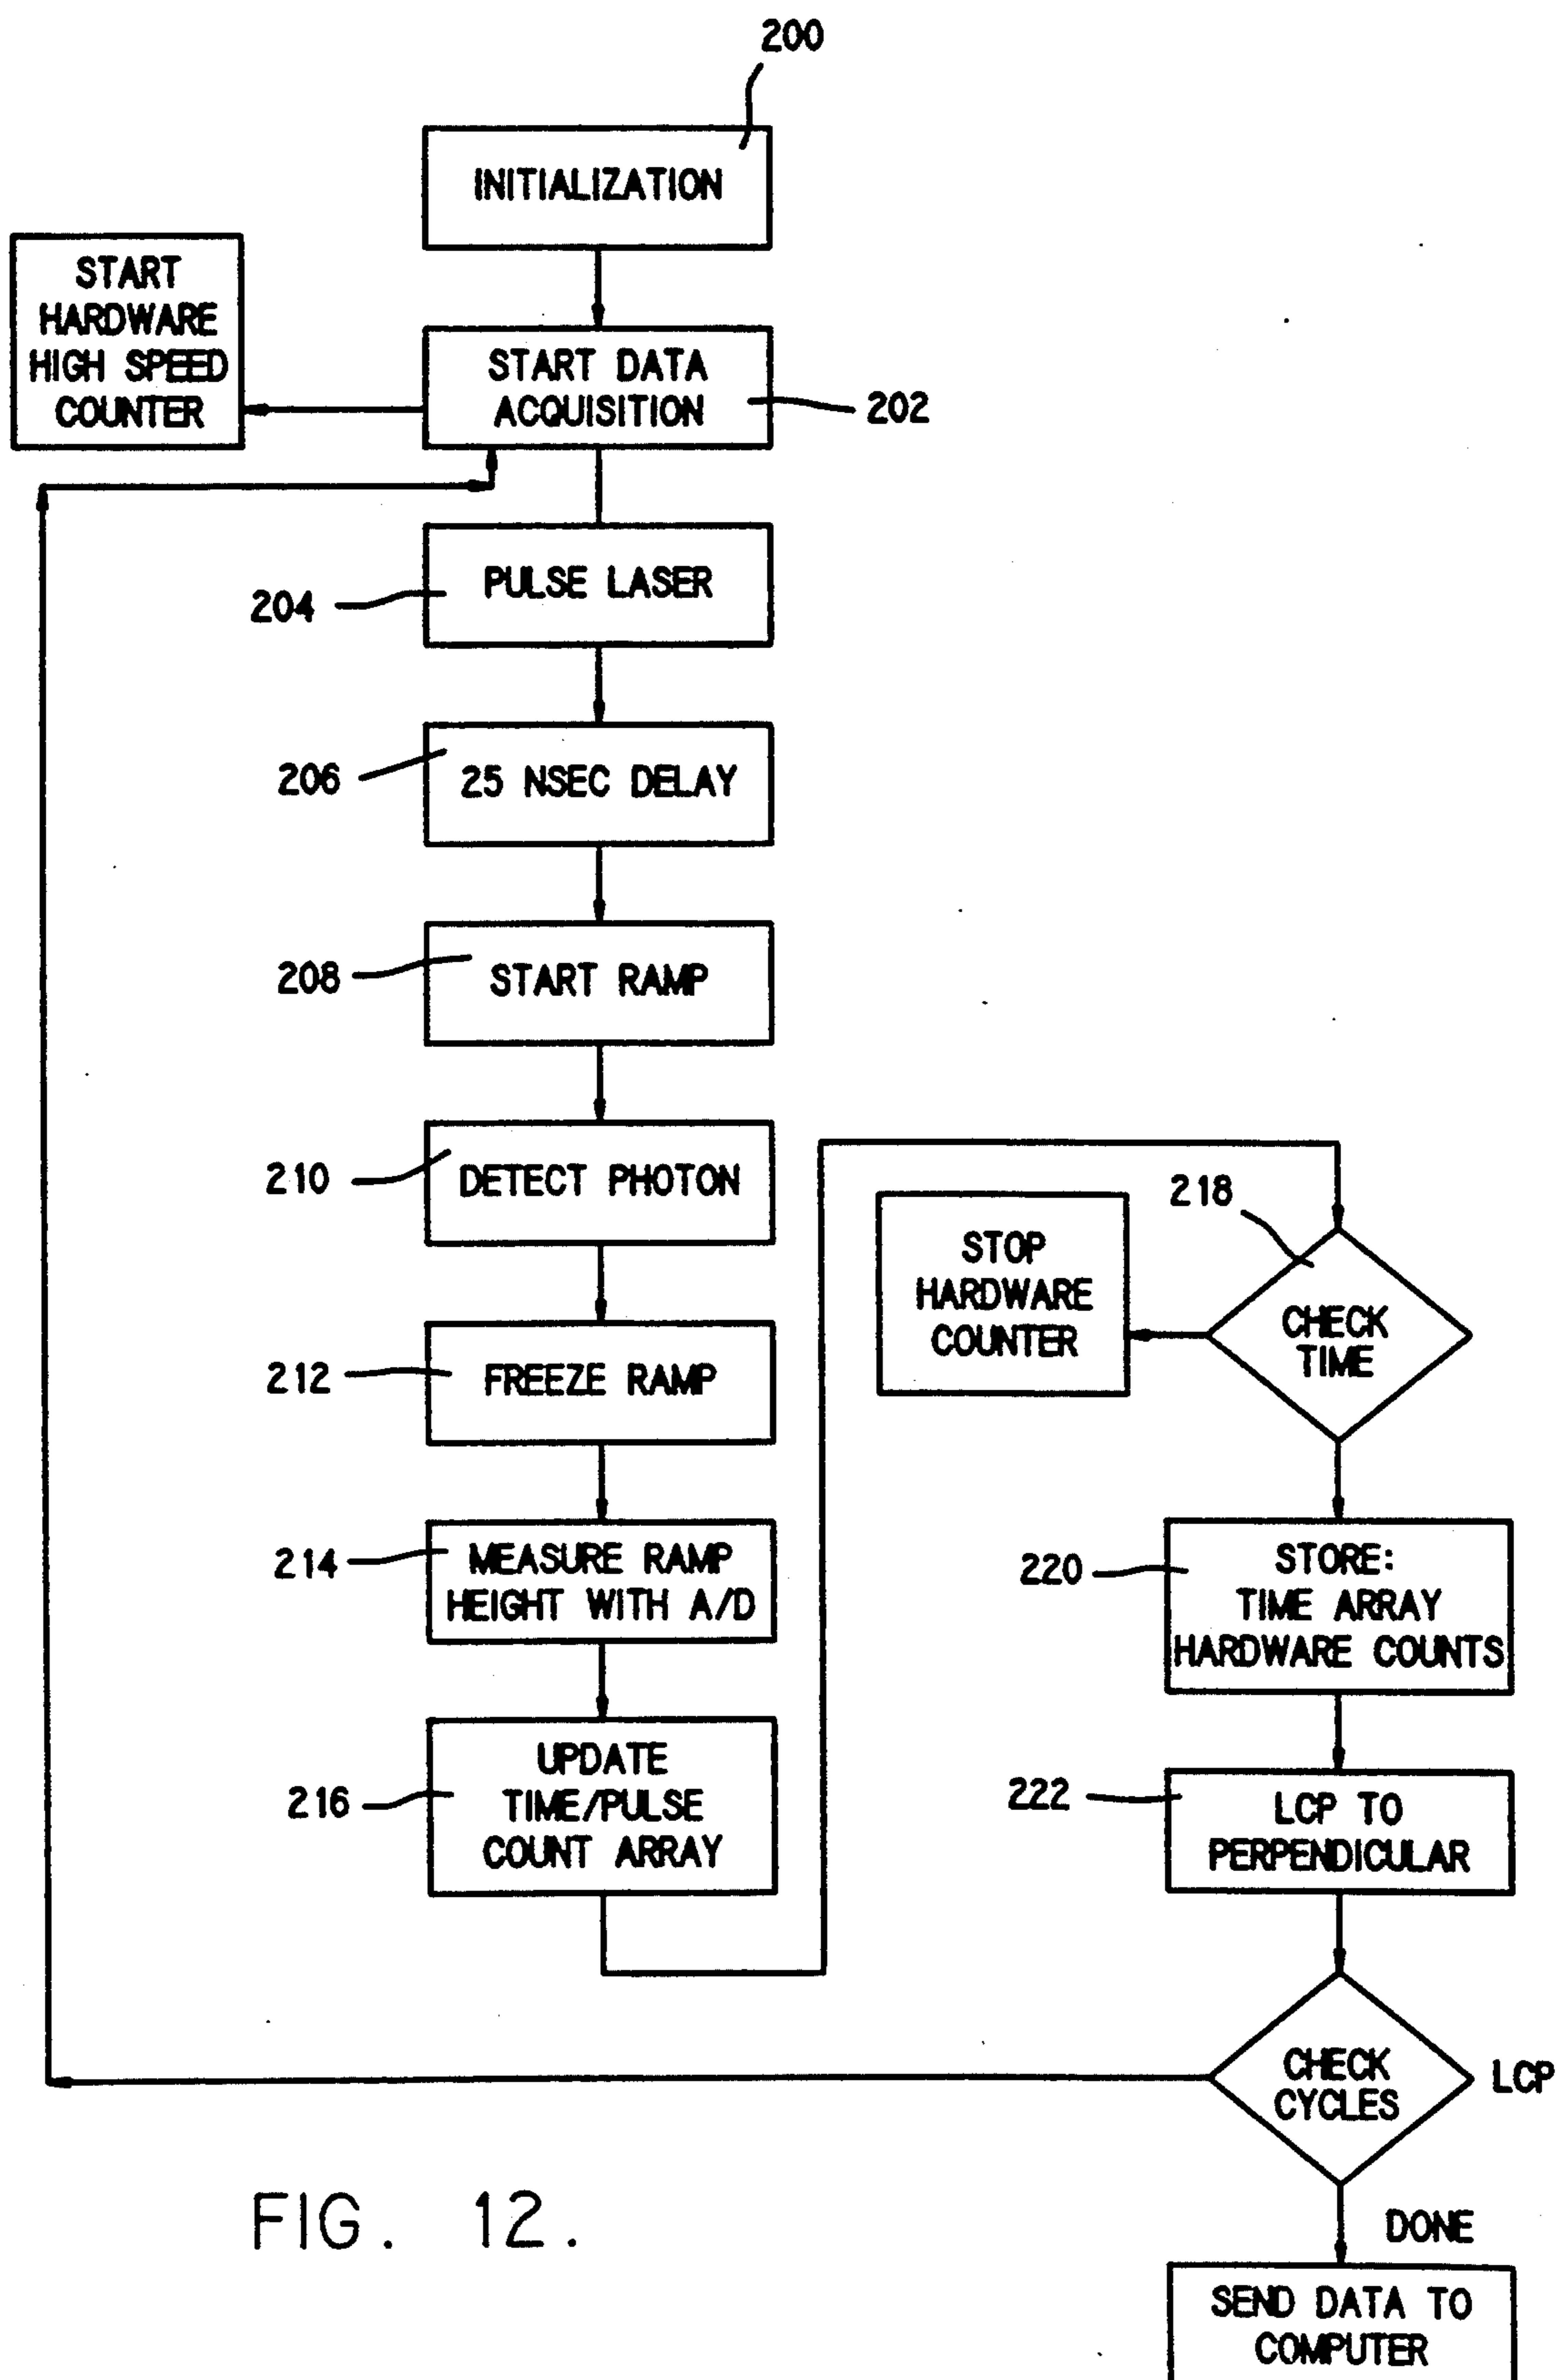 200
INITIALIZATION
START
HARDWARE
HIGH SPEED
COUNTER
START DATA
ACQUISITION
202
204
PULSE LASER
206
25 NSEC DELAY
208
START RAMP
210
DETECT PHOTON
212
FREEZE RAMP
214
MEASURE RAMP
HEIGHT WITH A/D
216
UPDATE
TIME/PULSE
COUNT ARRAY
218
STOP
HARDWARE
COUNTER
CHECK
TIME
220
STORE:
TIME ARRAY
HARDWARE COUNTS
222
LCP TO
PERPENDICULAR
CHECK
CYCLES
LCP
DONE
SEND DATA TO
COMPUTER
FIG. 12.